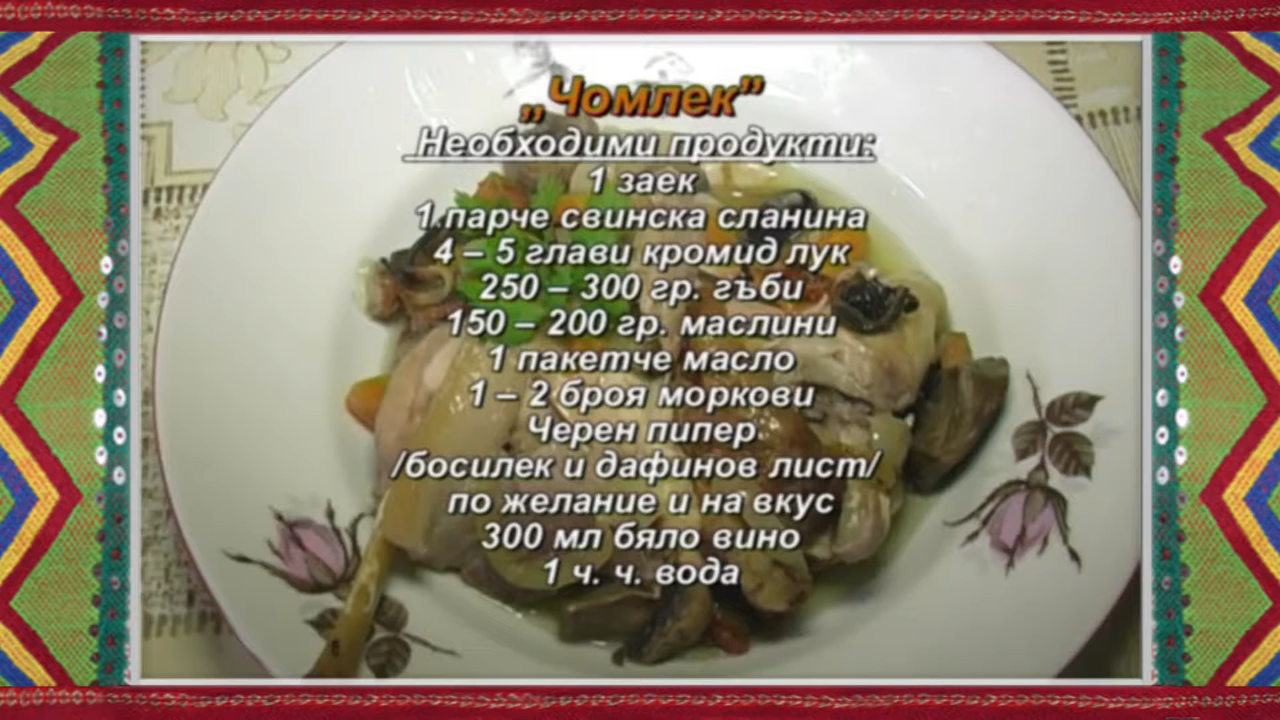 „Чомлек”
Необходими продукти:
1 заек
1 парче свинска сланина
4 – 5 глави кромид лук
250 – 300 гр. гъби
150 – 200 гр. маслини
1 пакетче масло
1 – 2 броя моркови
Черен пипер
/босилек и дафинов лист/
по желание и на вкус
300 мл бяло вино
1 ч. ч. вода